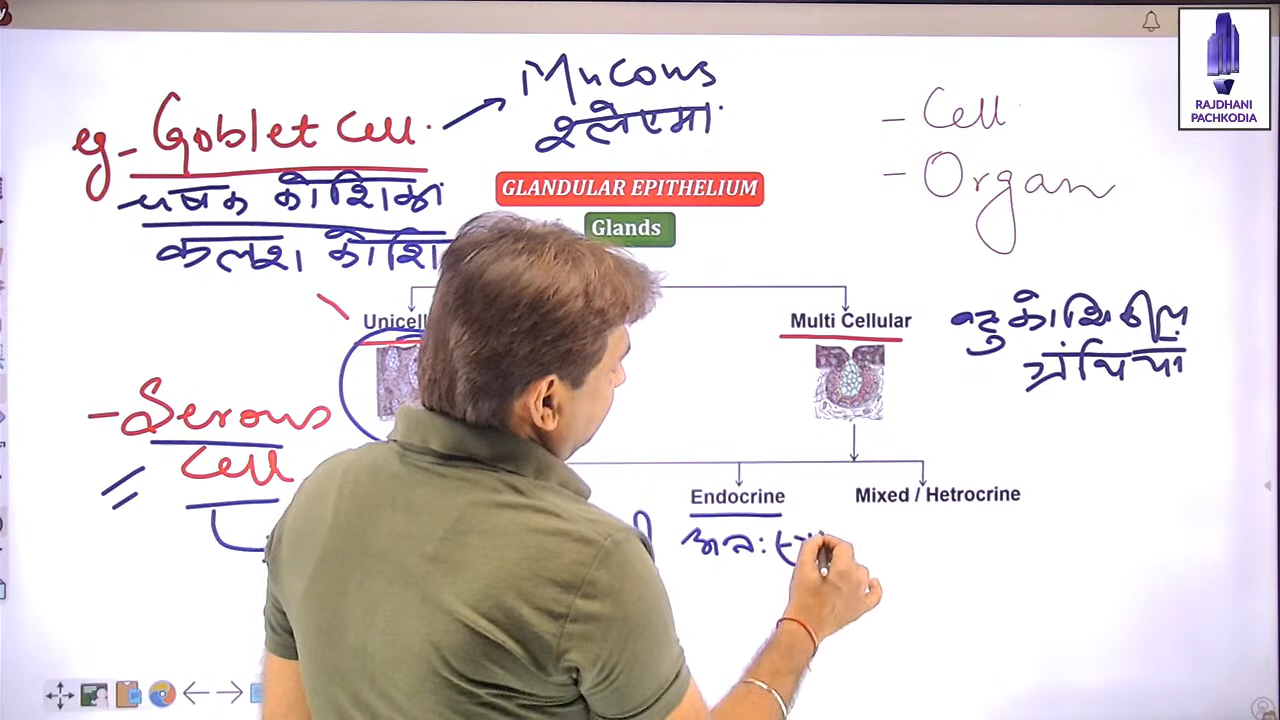 Mucous
श्लेष्मा
eg- Goblet Cell
चषक कोशिका
कलश कोशि
- Cell
- Organ
RAJDHANI
PACHKODIA
GLANDULAR EPITHELIUM
Glands
Unicell
Multi Cellular
बहुकोशिकीय
ग्रंथियां
- Serous
Cell
Endocrine
Mixed / Hetrocrine
अन्तः स्